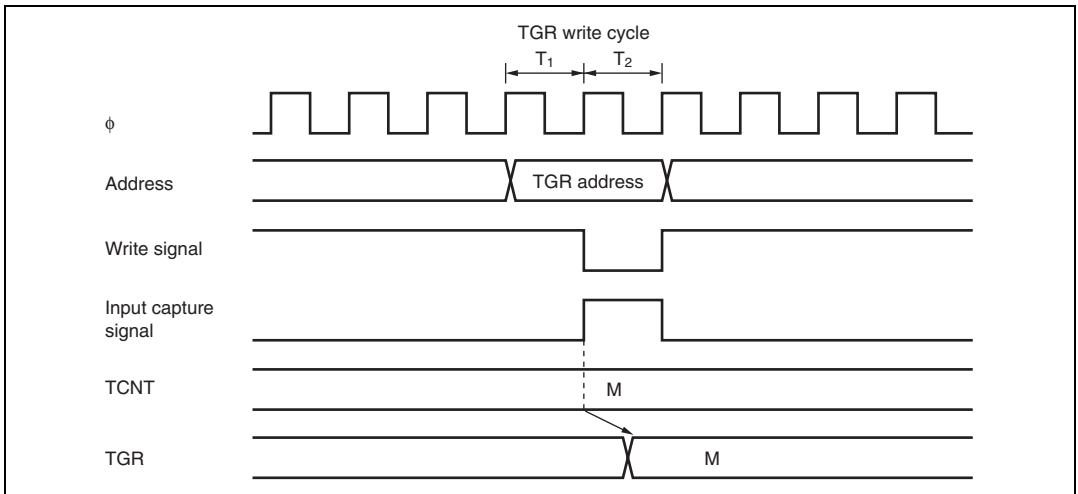 TGR write cycle
T1 T2
ϕ
Address
TGR address
Write signal
Input capture
signal
TCNT
M
TGR
M